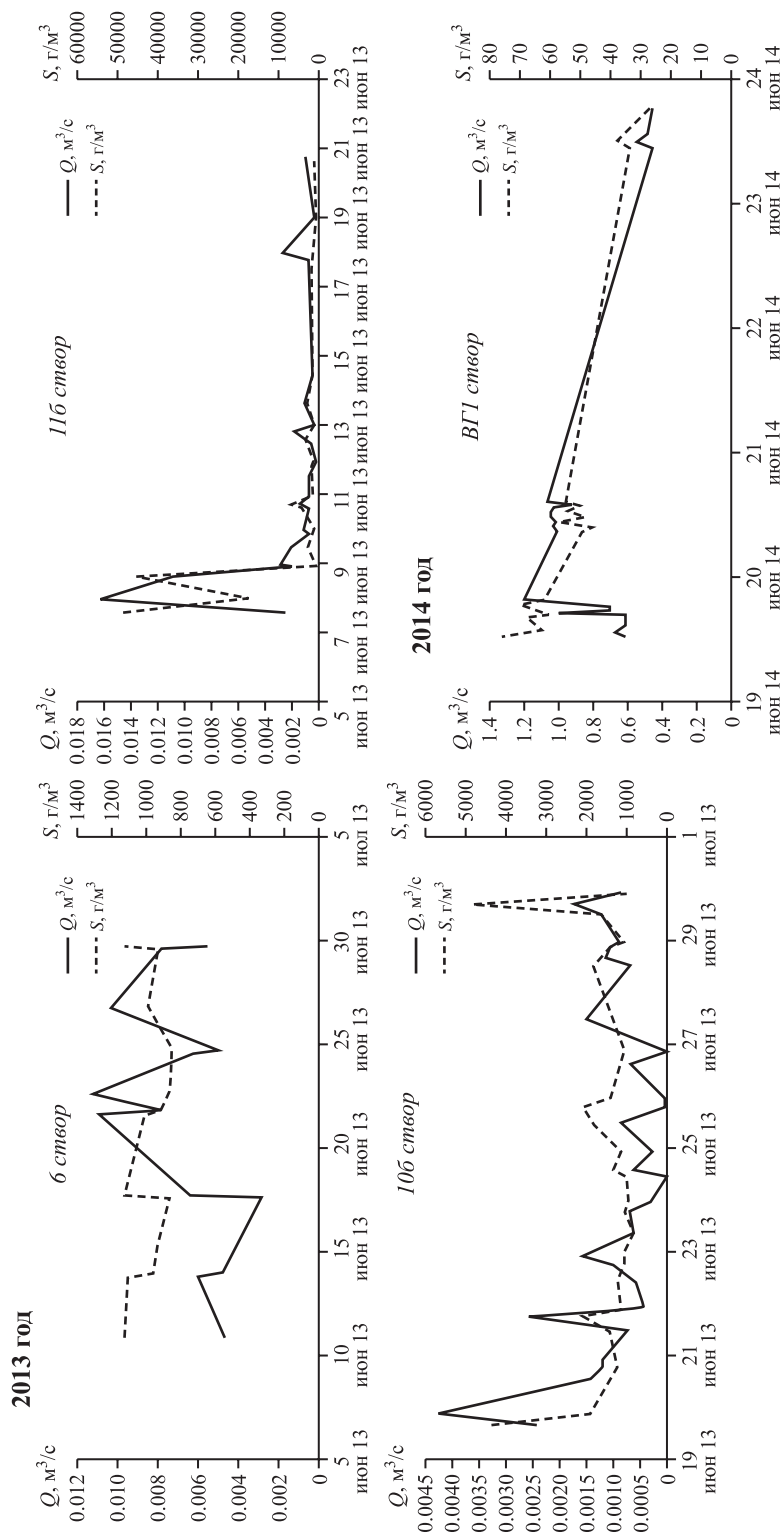 2013 год
6 створ
Q, м³/с
S, г/м³
Q, м³/с
S, г/м³
0.012
0.010
0.008
0.006
0.004
0.002
0
1400
1200
1000
800
600
400
200
0
5 10 15 20 25 30 5
июн 13 июн 13 июн 13 июн 13 июн 13 июн 13 июл 13
11б створ
Q, м³/с
S, г/м³
Q, м³/с
S, г/м³
0.018
0.016
0.014
0.012
0.010
0.008
0.006
0.004
0.002
0
60000
50000
40000
30000
20000
10000
0
5 7 9 11 13 15 17 19 21 23
июн 13 июн 13 июн 13 июн 13 июн 13 июн 13 июн 13 июн 13 июн 13 июн 13
10б створ
Q, м³/с
S, г/м³
Q, м³/с
S, г/м³
0.0045
0.0040
0.0035
0.0030
0.0025
0.0020
0.0015
0.0010
0.0005
0
6000
5000
4000
3000
2000
1000
0
19 21 23 25 27 29 1
июн 13 июн 13 июн 13 июн 13 июн 13 июн 13 июл 13
2014 год
ВГ1 створ
Q, м³/с
S, г/м³
Q, м³/с
S, г/м³
1.4
1.2
1.0
0.8
0.6
0.4
0.2
0
80
70
60
50
40
30
20
10
0
19 20 21 22 23 24
июн 14 июн 14 июн 14 июн 14 июн 14 июн 14